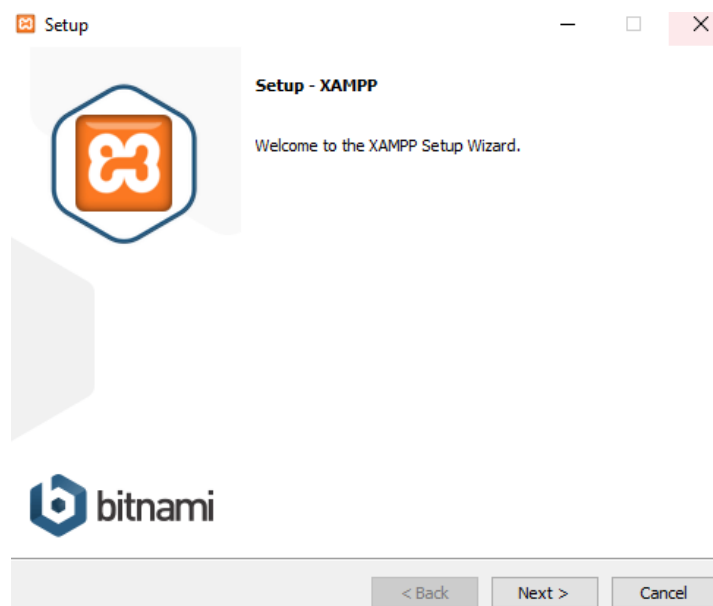 Setup
Setup - XAMPP
Welcome to the XAMPP Setup Wizard.
bitnami
< Back
Next >
Cancel